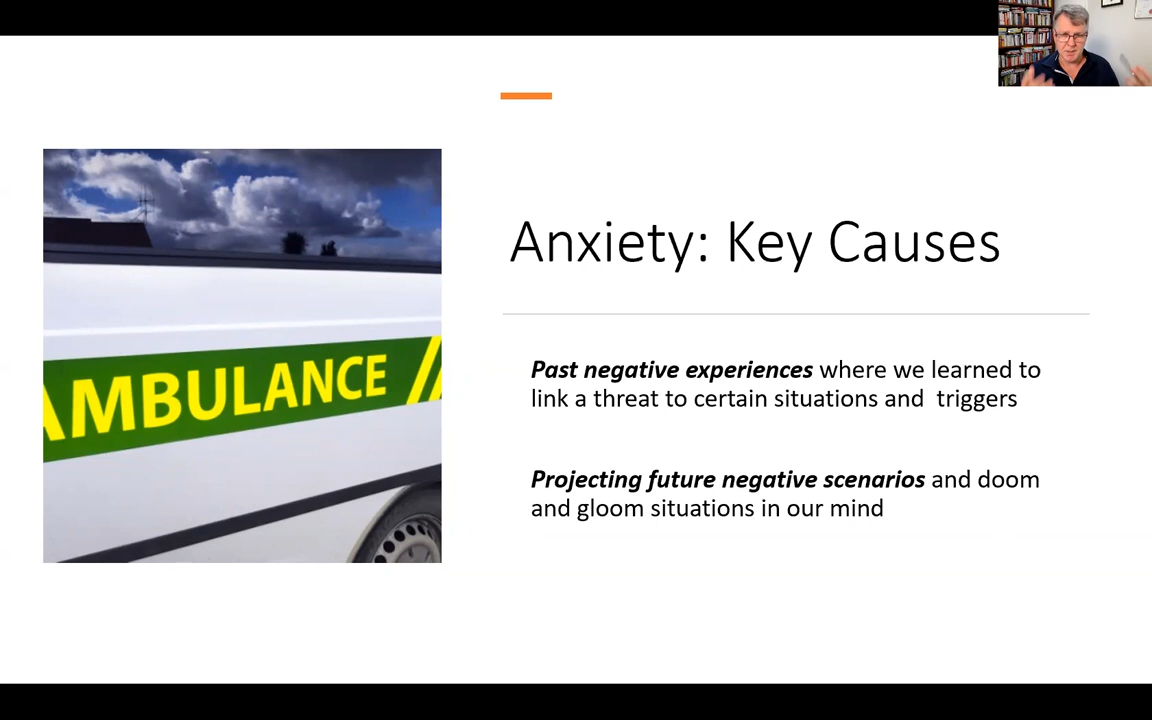 AMBULANCE
Anxiety: Key Causes
Past negative experiences where we learned to
link a threat to certain situations and  triggers
Projecting future negative scenarios and doom
and gloom situations in our mind